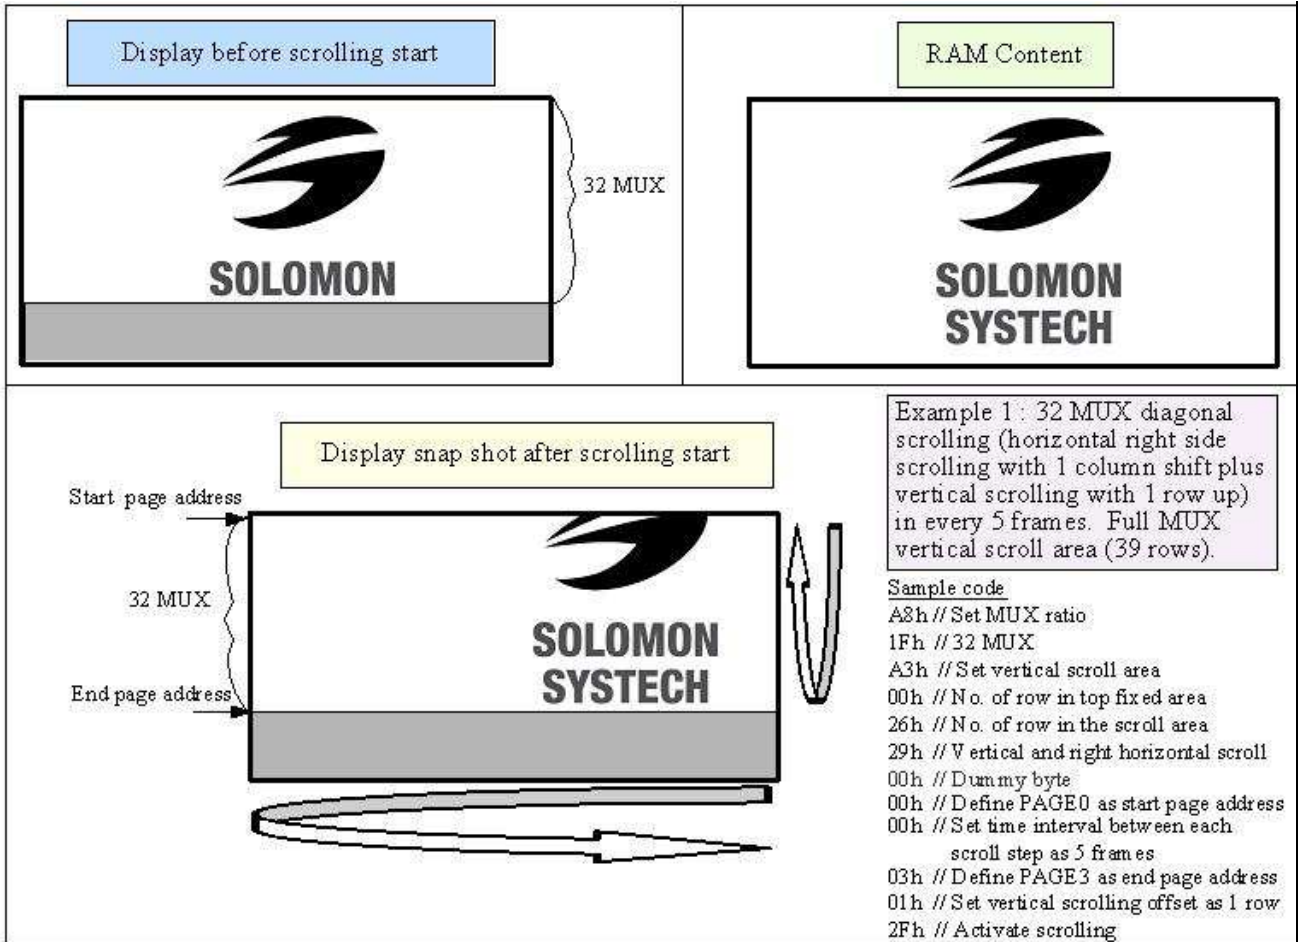 Display before scrolling start
RAM Content
32 MUX
SOLOMON
SOLOMON
SYSTECH
Display snap shot after scrolling start
Start page address
32 MUX
End page address
SOLOMON
SYSTECH
Example 1 : 32 MUX diagonal
scrolling (horizontal right side
scrolling with 1 column shift plus
vertical scrolling with 1 row up)
in every 5 frames. Full MUX
vertical scroll area (39 rows).
Sample code
A8h // Set MUX ratio
1Fh // 32 MUX
A3h // Set vertical scroll area
00h // No. of row in top fixed area
26h // No. of row in the scroll area
29h // Vertical and right horizontal scroll
00h // Dummy byte
00h // Define PAGE0 as start page address
00h // Set time interval between each
scroll step as 5 frames
03h // Define PAGE3 as end page address
01h // Set vertical scrolling offset as 1 row
2Fh // Activate scrolling